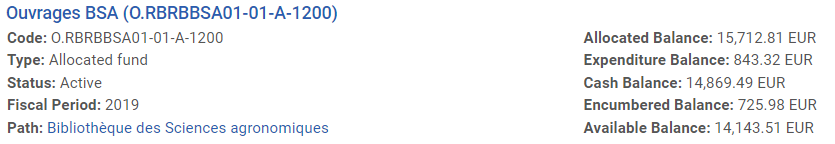 Ouvrages BSA (O.RBRBBSA01-01-A-1200)
Code: O.RBRBBSA01-01-A-1200
Type: Allocated fund
Status: Active
Fiscal Period: 2019
Path: Bibliothèque des Sciences agronomiques
Allocated Balance: 15,712.81 EUR
Expenditure Balance: 843.32 EUR
Cash Balance: 14,869.49 EUR
Encumbered Balance: 725.98 EUR
Available Balance: 14,143.51 EUR